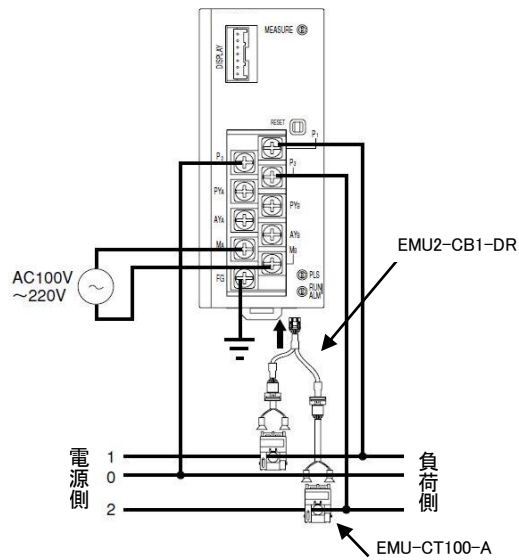 MEASURE
DISPLAY
RESET
P1
P2
P3
PYA
PYB
AYA
AYB
MA
MB
FG
PLS
RUN/
ALM
AC100V
～220V
EMU2-CB1-DR
電源側
1
0
2
負荷側
EMU-CT100-A